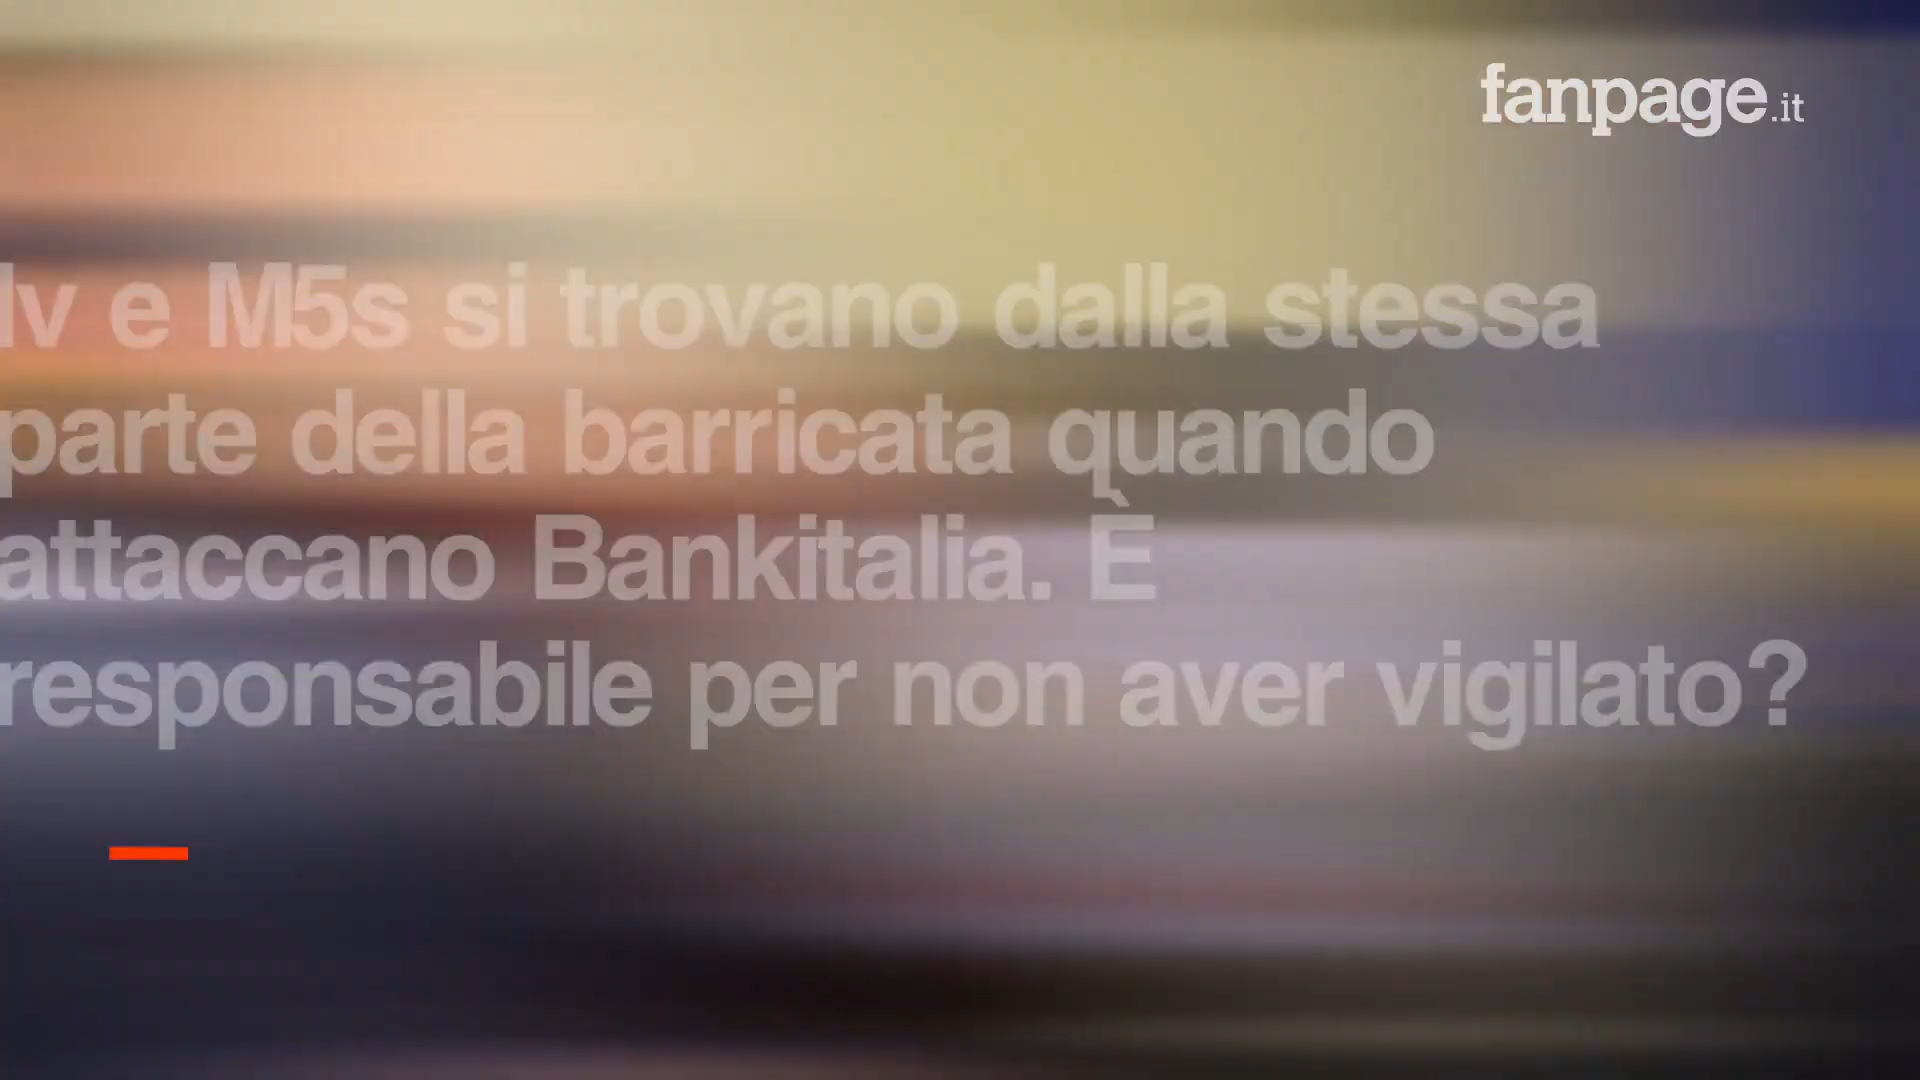 fanpage.it
Iv e M5s si trovano dalla stessa
parte della barricata quando
attaccano Bankitalia. È
responsabile per non aver vigilato?